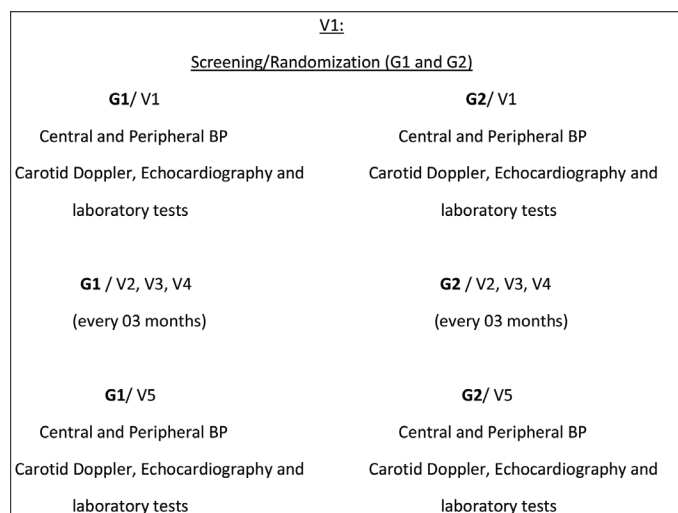 V1:
Screening/Randomization (G1 and G2)
G1/ V1
Central and Peripheral BP
Carotid Doppler, Echocardiography and
laboratory tests
G2/ V1
Central and Peripheral BP
Carotid Doppler, Echocardiography and
laboratory tests
G1 / V2, V3, V4
(every 03 months)
G2 / V2, V3, V4
(every 03 months)
G1/ V5
Central and Peripheral BP
Carotid Doppler, Echocardiography and
laboratory tests
G2/ V5
Central and Peripheral BP
Carotid Doppler, Echocardiography and
laboratory tests